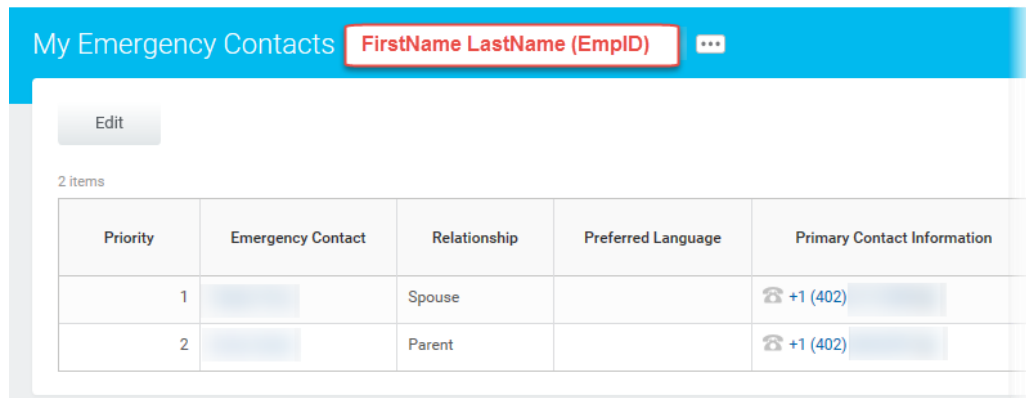 My Emergency Contacts FirstName LastName (EmpID)
Edit
2 items
Priority Emergency Contact Relationship Preferred Language Primary Contact Information
1 Spouse +1 (402)
2 Parent +1 (402)